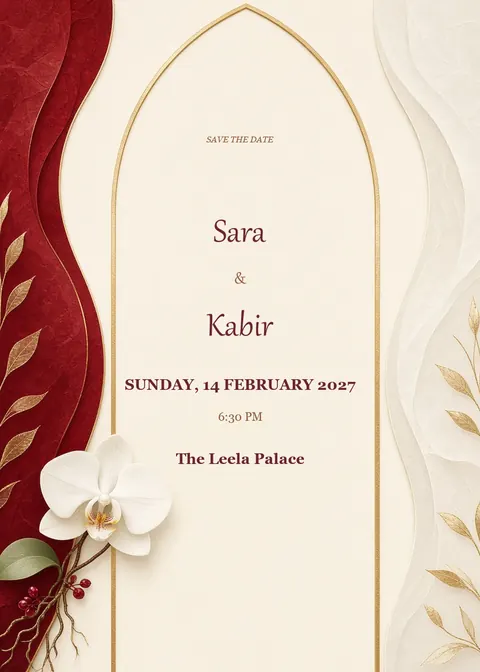 SAVE THE DATE
Sara
&
Kabir
SUNDAY, 14 FEBRUARY 2027
6:30 PM
The Leela Palace